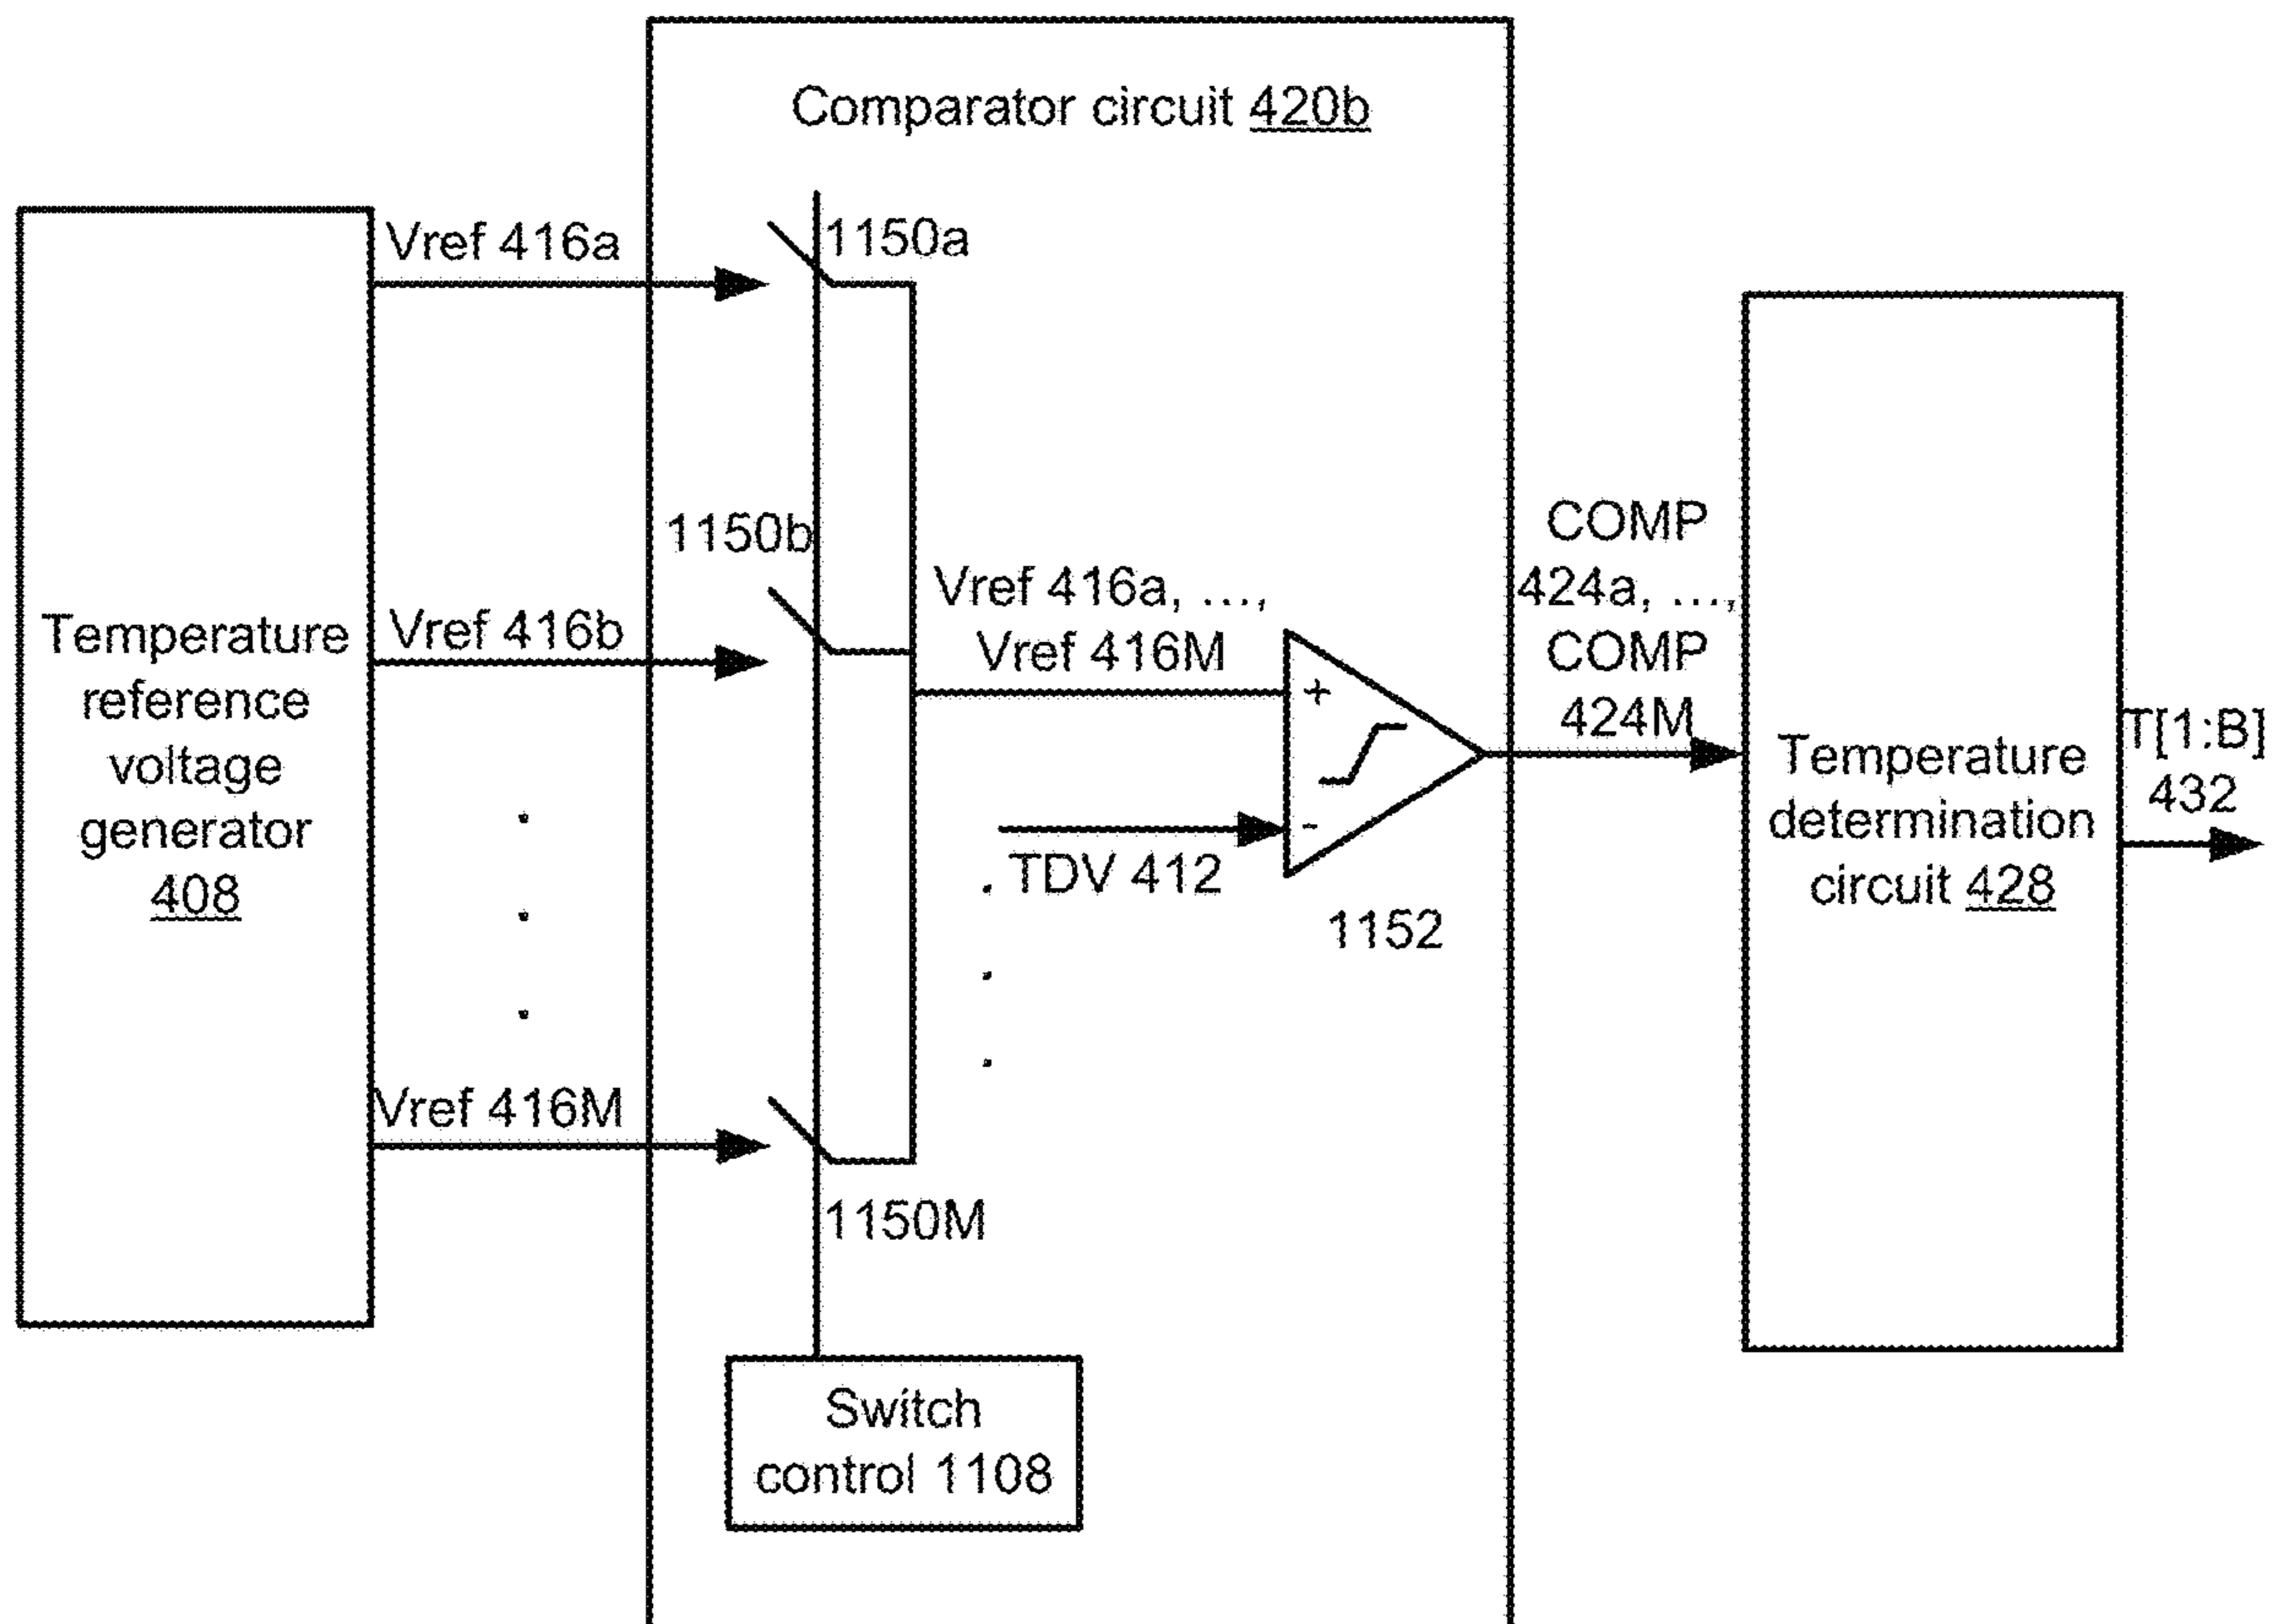 Comparator circuit 420b
Vref 416a
1150a
1150b
Vref 416b
Temperature
reference
voltage
generator
408
Vref 416a, ...,
Vref 416M
+
-
TDV 412
1152
COMP
424a, ...,
COMP
424M
Temperature
determination
circuit 428
T[1:B]
432
Vref 416M
1150M
Switch
control 1108